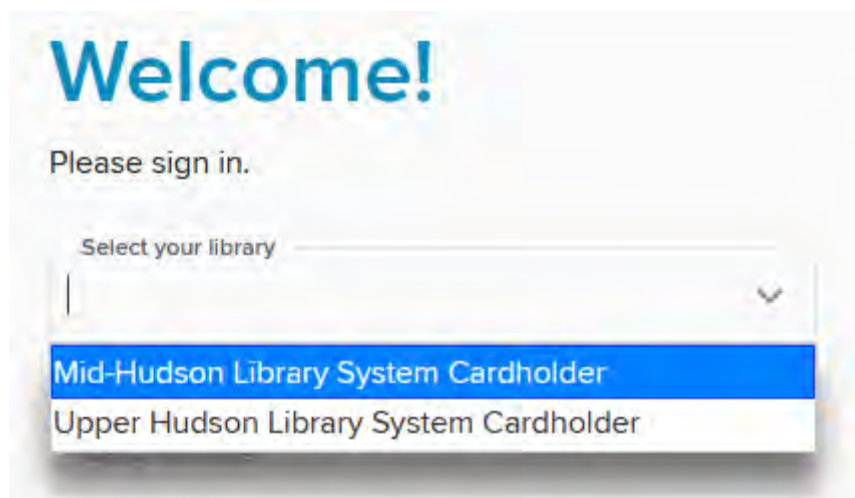 Welcome!
Please sign in.
Select your library
Mid-Hudson Library System Cardholder
Upper Hudson Library System Cardholder